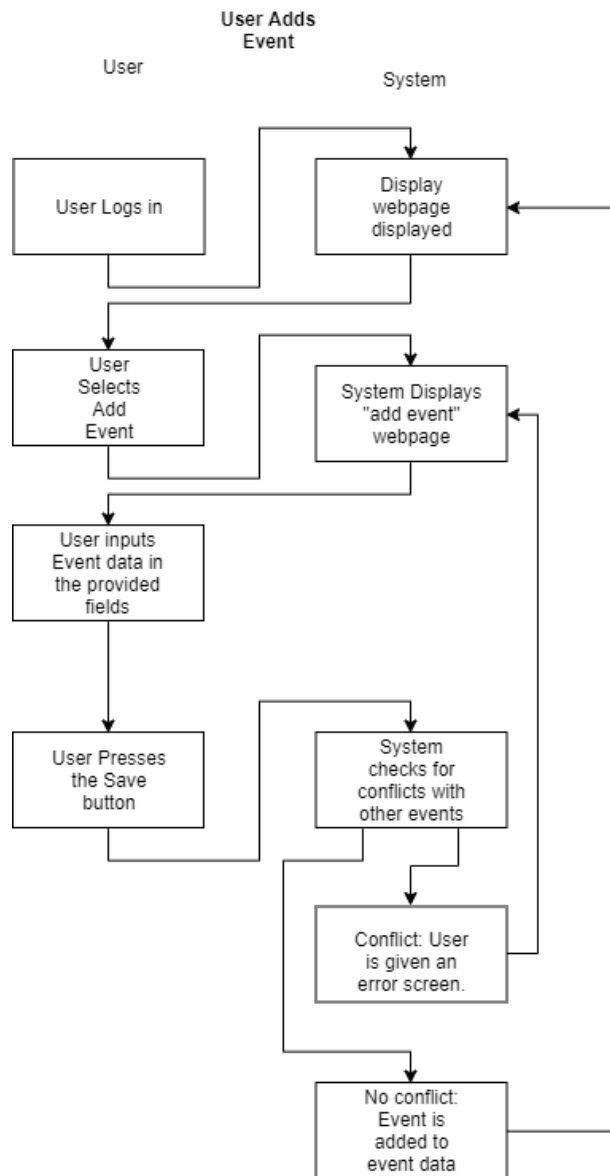 User Adds
Event
User
System
User Logs in
Display
webpage
displayed
User
Selects
Add
Event
System Displays
"add event"
webpage
User inputs
Event data in
the provided
fields
User Presses
the Save
button
System
checks for
conflicts with
other events
Conflict: User
is given an
error screen.
No conflict:
Event is
added to
event data